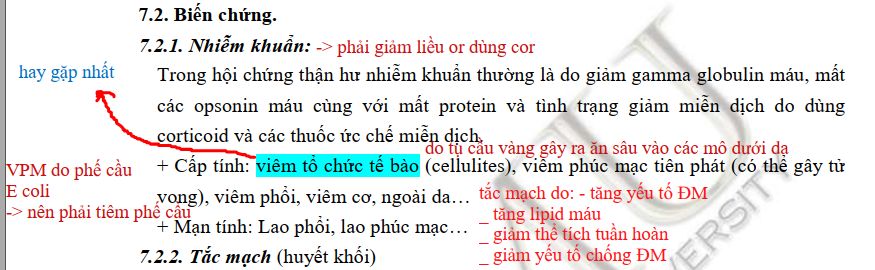 7.2. Biến chứng.
7.2.1. Nhiễm khuẩn: -> phải giảm liều or dùng cor
hay gặp nhất
Trong hội chứng thận hư nhiễm khuẩn thường là do giảm gamma globulin máu, mất
các opsonin máu cùng với mất protein và tình trạng giảm miễn dịch do dùng
corticoid và các thuốc ức chế miễn dịch.
do tụ cầu vàng gây ra ăn sâu vào các mô dưới da
+ Cấp tính: viêm tổ chức tế bào (cellulites), viêm phúc mạc tiên phát (có thể gây tử
vong), viêm phổi, viêm cơ, ngoài da…
VPM do phế cầu
E coli
-> nên phải tiêm phế cầu
tắc mạch do: - tăng yếu tố ĐM
_ tăng lipid máu
_ giảm thể tích tuần hoàn
_ giảm yếu tố chống ĐM
+ Mạn tính: Lao phổi, lao phúc mạc…
7.2.2. Tắc mạch (huyết khối)
U
VERSITY